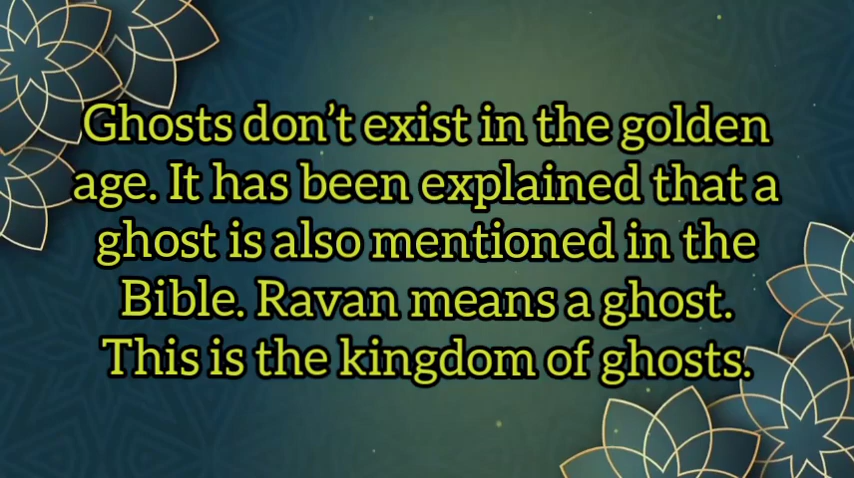 Ghosts don’t exist in the golden
age. It has been explained that a
ghost is also mentioned in the
Bible. Ravan means a ghost.
This is the kingdom of ghosts.